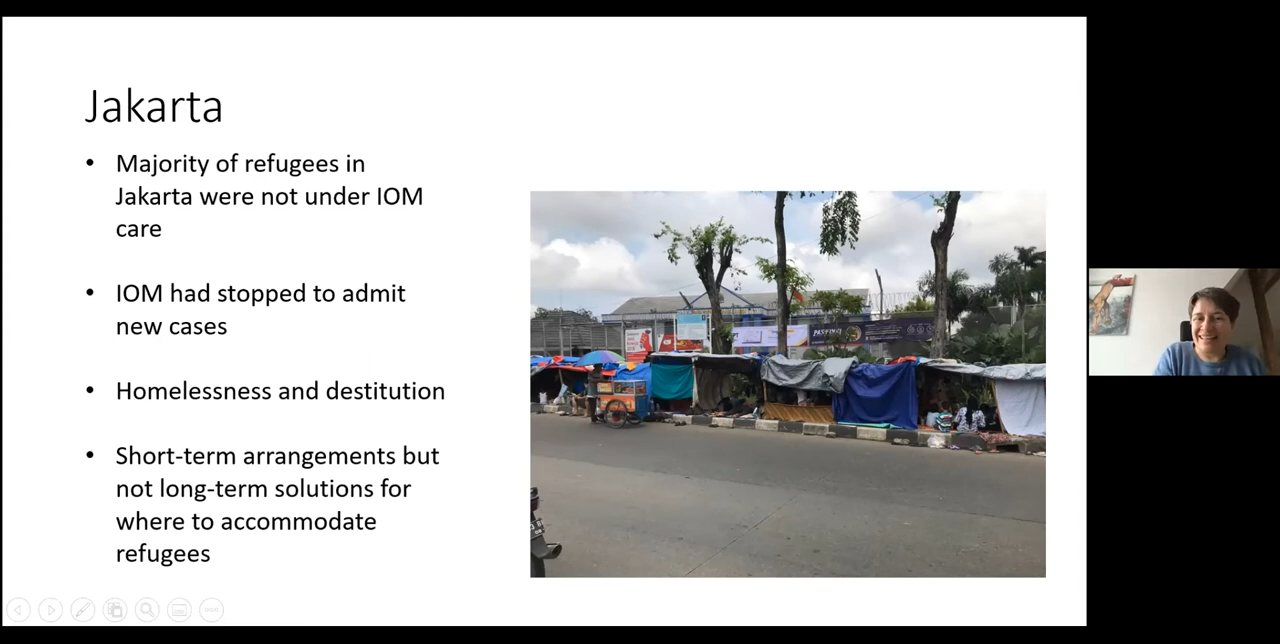 Jakarta
• Majority of refugees in
Jakarta were not under IOM
care
• IOM had stopped to admit
new cases
• Homelessness and destitution
• Short-term arrangements but
not long-term solutions for
where to accommodate
refugees